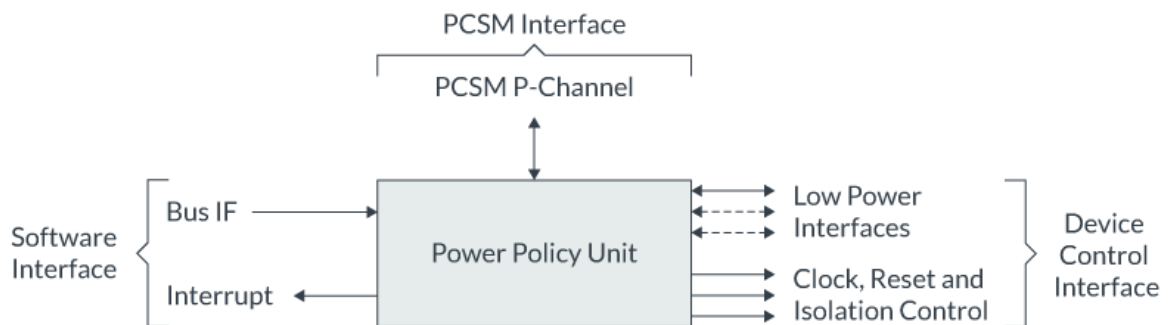 PCSM Interface
PCSM P-Channel
Software
Interface
Bus IF
Interrupt
Power Policy Unit
Low Power
Interfaces
Clock, Reset and
Isolation Control
Device
Control
Interface